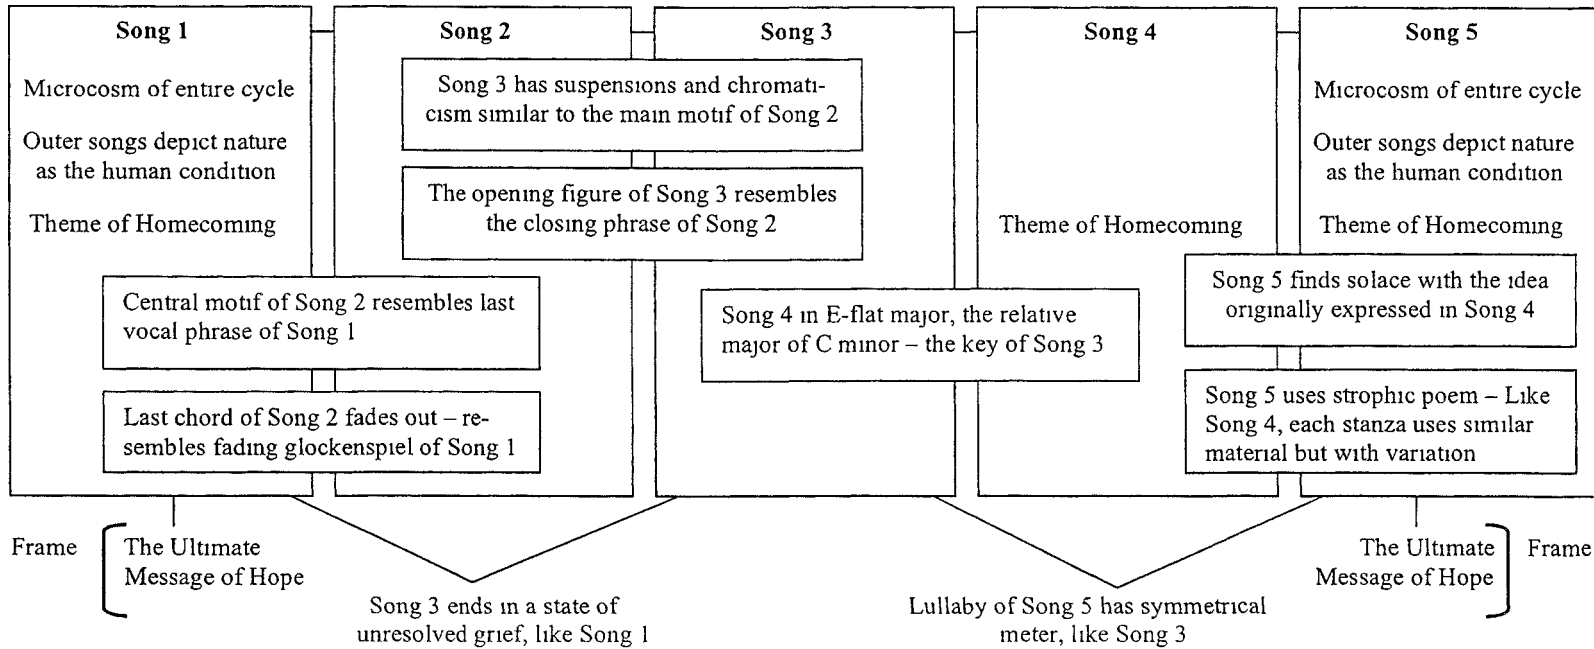 Song 1
Song 2
Song 3
Song 4
Song 5
Microcosm of entire cycle
Outer songs depict nature
as the human condition
Theme of Homecoming
Song 3 has suspensions and chromati-
cism similar to the main motif of Song 2
The opening figure of Song 3 resembles
the closing phrase of Song 2
Central motif of Song 2 resembles last
vocal phrase of Song 1
Last chord of Song 2 fades out – re-
sembles fading glockenspiel of Song 1
Song 4 in E-flat major, the relative
major of C minor – the key of Song 3
Theme of Homecoming
Microcosm of entire cycle
Outer songs depict nature
as the human condition
Theme of Homecoming
Song 5 finds solace with the idea
originally expressed in Song 4
Song 5 uses strophic poem – Like
Song 4, each stanza uses similar
material but with variation
Frame
The Ultimate
Message of Hope
Song 3 ends in a state of
unresolved grief, like Song 1
Lullaby of Song 5 has symmetrical
meter, like Song 3
The Ultimate
Message of Hope
Frame